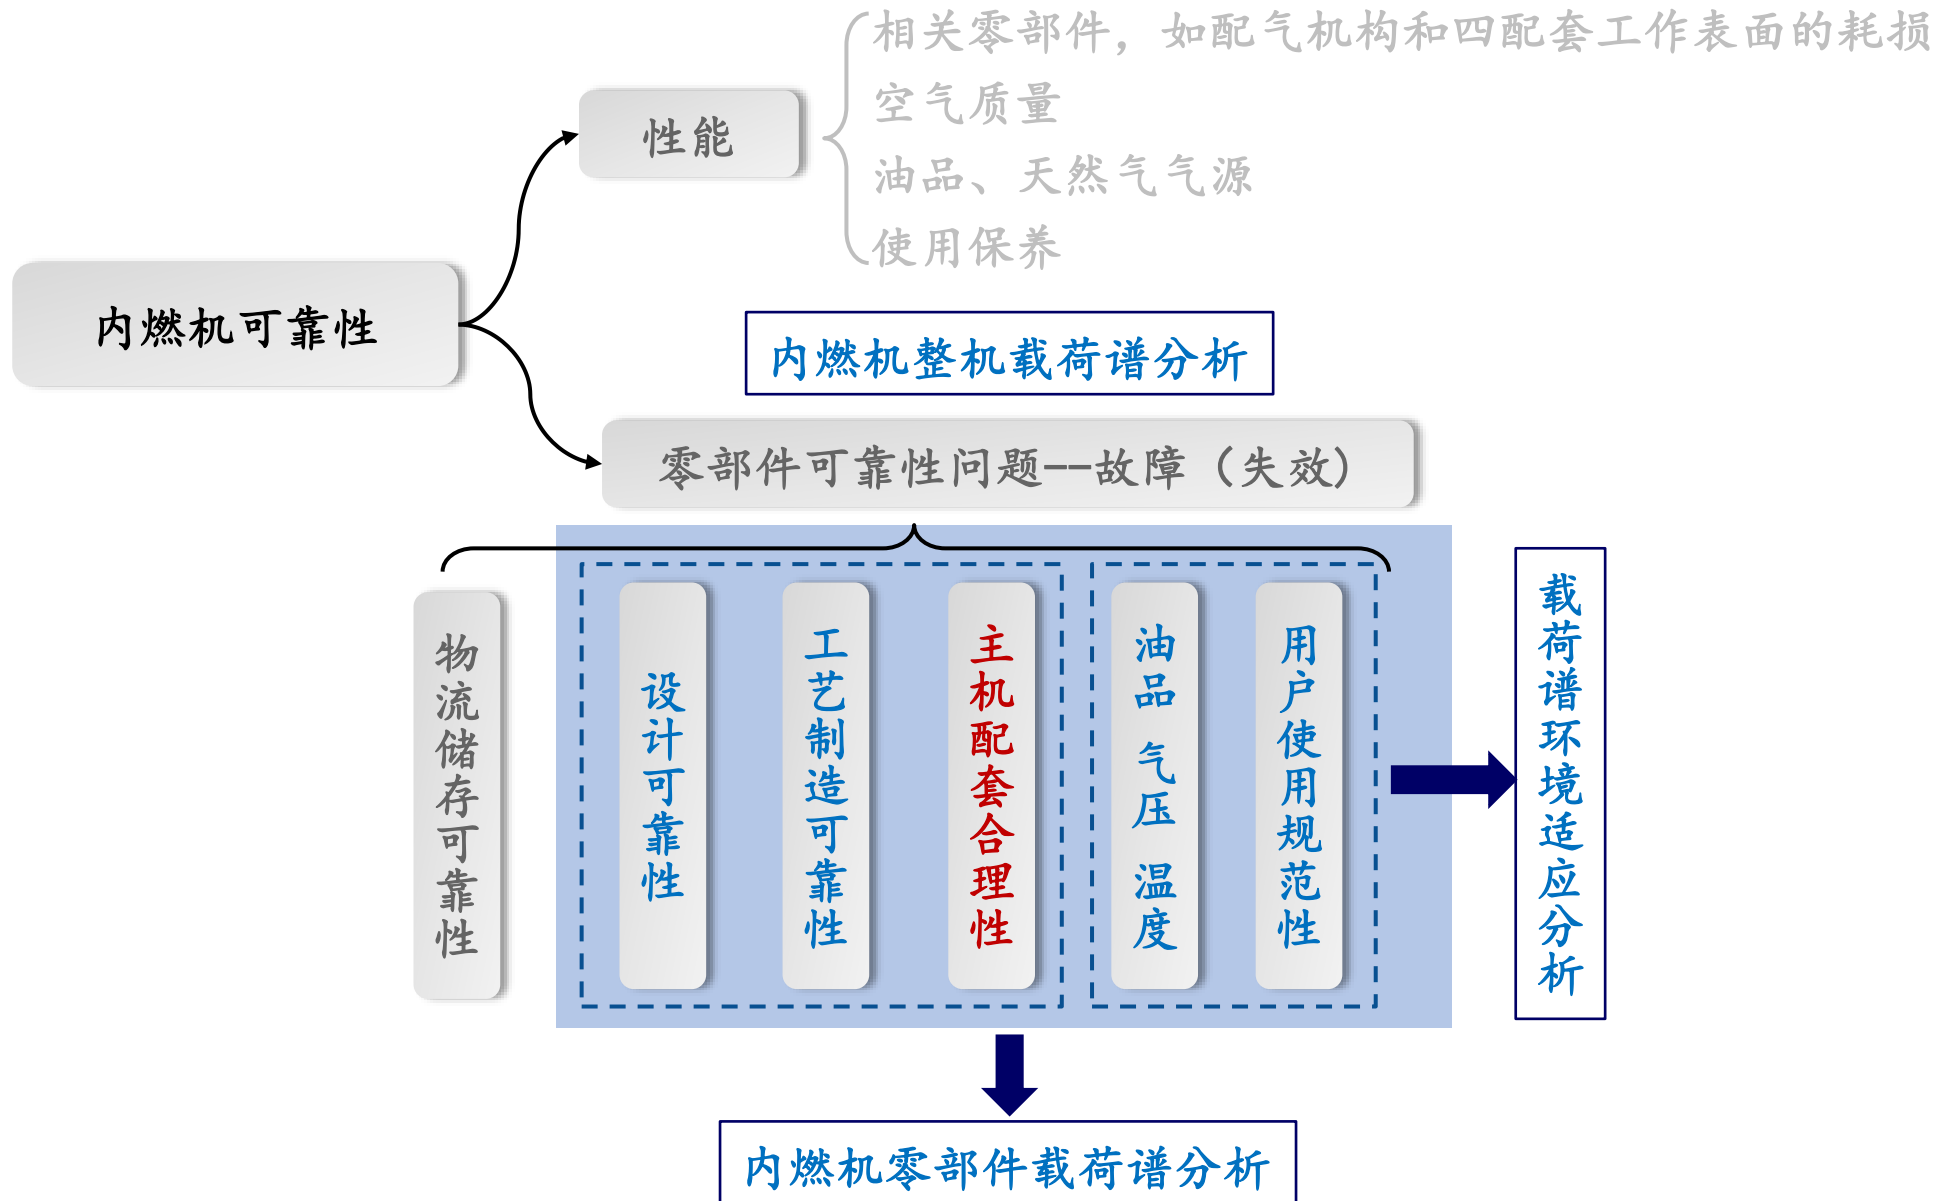 相关零部件，如配气机构和四配套工作表面的耗损
空气质量
性能
油品、天然气气源
使用保养
内燃机可靠性
内燃机整机载荷谱分析
零部件可靠性问题--故障（失效）
物流储存可靠性
设计可靠性
工艺制造可靠性
主机配套合理性
油品 气压 温度
用户使用规范性
载荷谱环境适应分析
内燃机零部件载荷谱分析